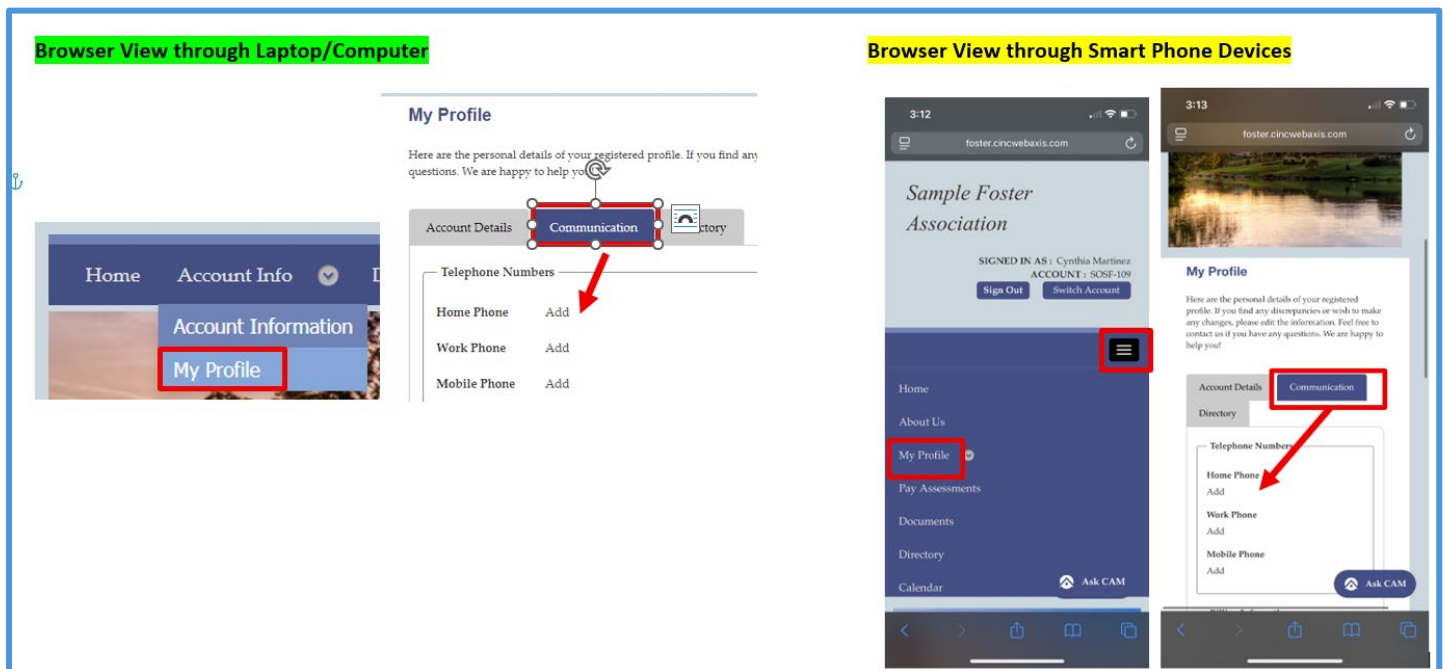 Browser View through Laptop/Computer
Browser View through Smart Phone Devices
My Profile
Here are the personal details of your registered profile. If you find any
questions. We are happy to help yo
Account Details
Communication
ctory
Telephone Numbers
Home Phone Add
Work Phone Add
Mobile Phone Add
Home Account Info
Account Information
My Profile
3:12
foster.cincwebaxis.com
Sample Foster
Association
SIGNED IN AS : Cynthia Martinez
ACCOUNT : SOSF-109
Sign Out Switch Account
Home
About Us
My Profile
Pay Assessments
Documents
Directory
Calendar
Ask CAM
3:13
foster.cincwebaxis.com
My Profile
Here are the personal details of your registered
profile. If you find any discrepancies or wish to make
any changes, please edit the information. Feel free to
contact us if you have any questions. We are happy to
help you!
Account Details Communication
Directory
Telephone Numbers
Home Phone
Add
Work Phone
Add
Mobile Phone
Add
Ask CAM